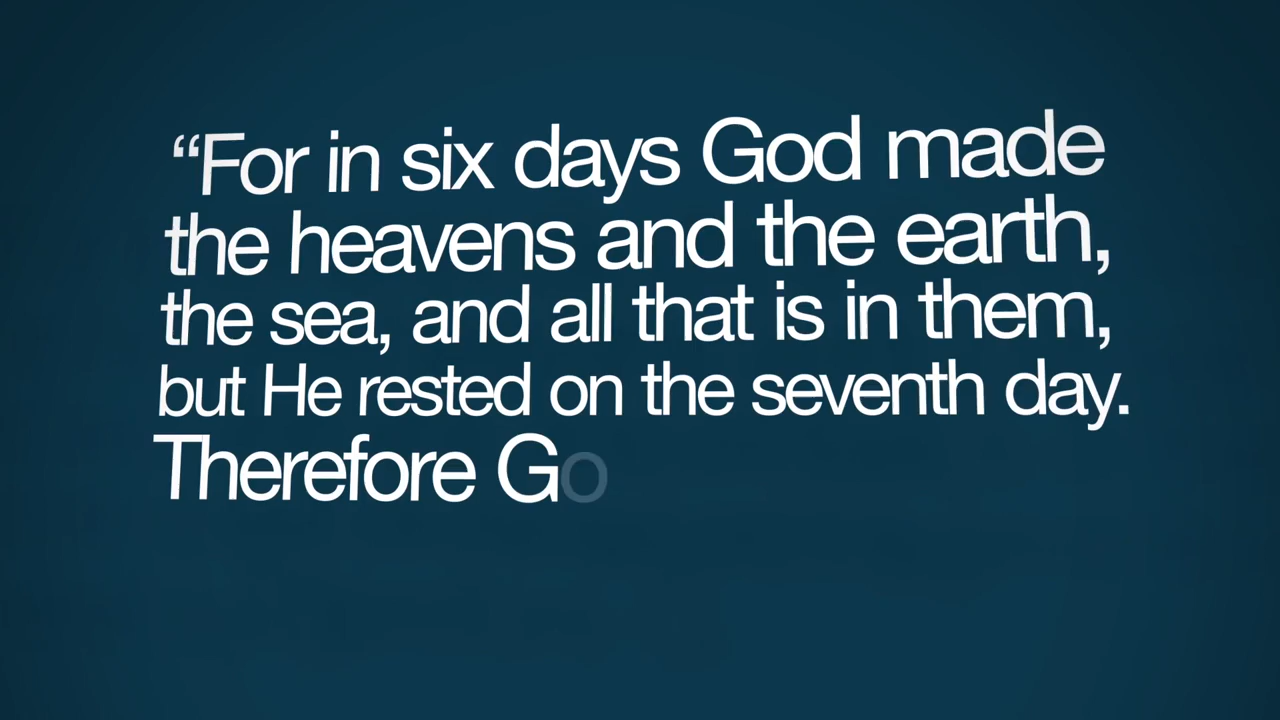 “For in six days God made
the heavens and the earth,
the sea, and all that is in them,
but He rested on the seventh day.
Therefore Go